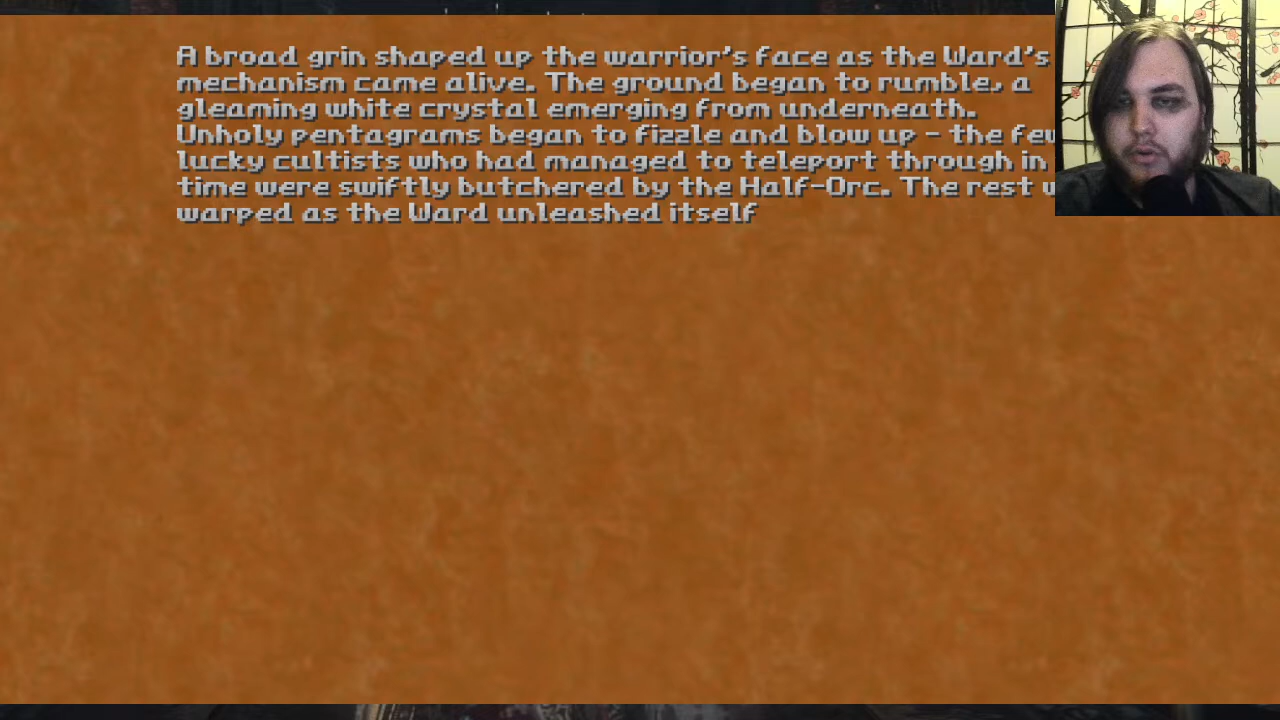 A broad grin shaped up the warrior's face as the Ward's
mechanism came alive. The ground began to rumble, a
gleaming white crystal emerging from underneath.
Unholy pentagrams began to fizzle and blow up - the few
lucky cultists who had managed to teleport through in
time were swiftly butchered by the Half-Orc. The rest
warped as the Ward unleashed itself